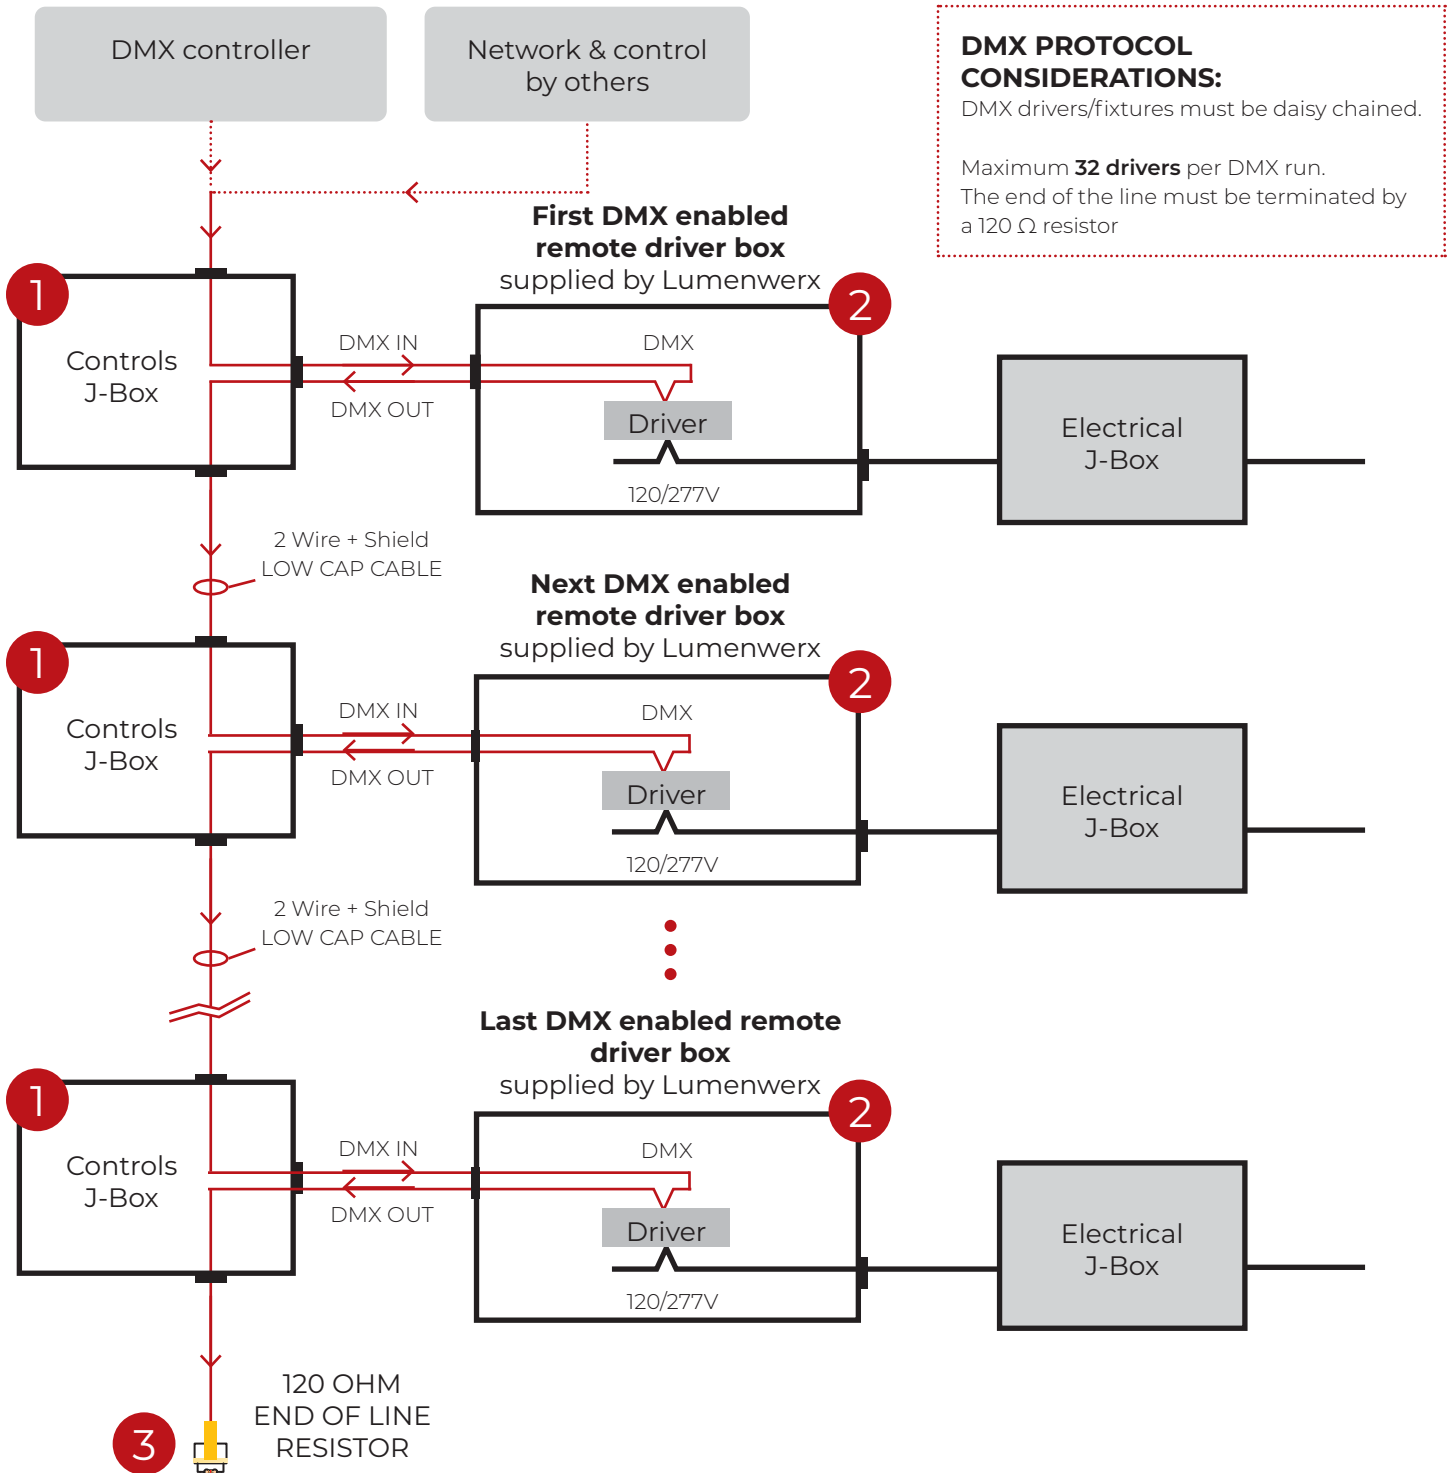 DMX controller
Network & control
by others
DMX PROTOCOL
CONSIDERATIONS:
DMX drivers/fixtures must be daisy chained.
Maximum 32 drivers per DMX run.
The end of the line must be terminated by
a 120 Ω resistor
First DMX enabled
remote driver box
supplied by Lumenwerx
1
2
Controls
J-Box
DMX IN
DMX OUT
DMX
Driver
120/277V
Electrical
J-Box
2 Wire + Shield
LOW CAP CABLE
Next DMX enabled
remote driver box
supplied by Lumenwerx
1
2
Controls
J-Box
DMX IN
DMX OUT
DMX
Driver
120/277V
Electrical
J-Box
2 Wire + Shield
LOW CAP CABLE
Last DMX enabled remote
driver box
supplied by Lumenwerx
1
2
Controls
J-Box
DMX IN
DMX OUT
DMX
Driver
120/277V
Electrical
J-Box
3
120 OHM
END OF LINE
RESISTOR